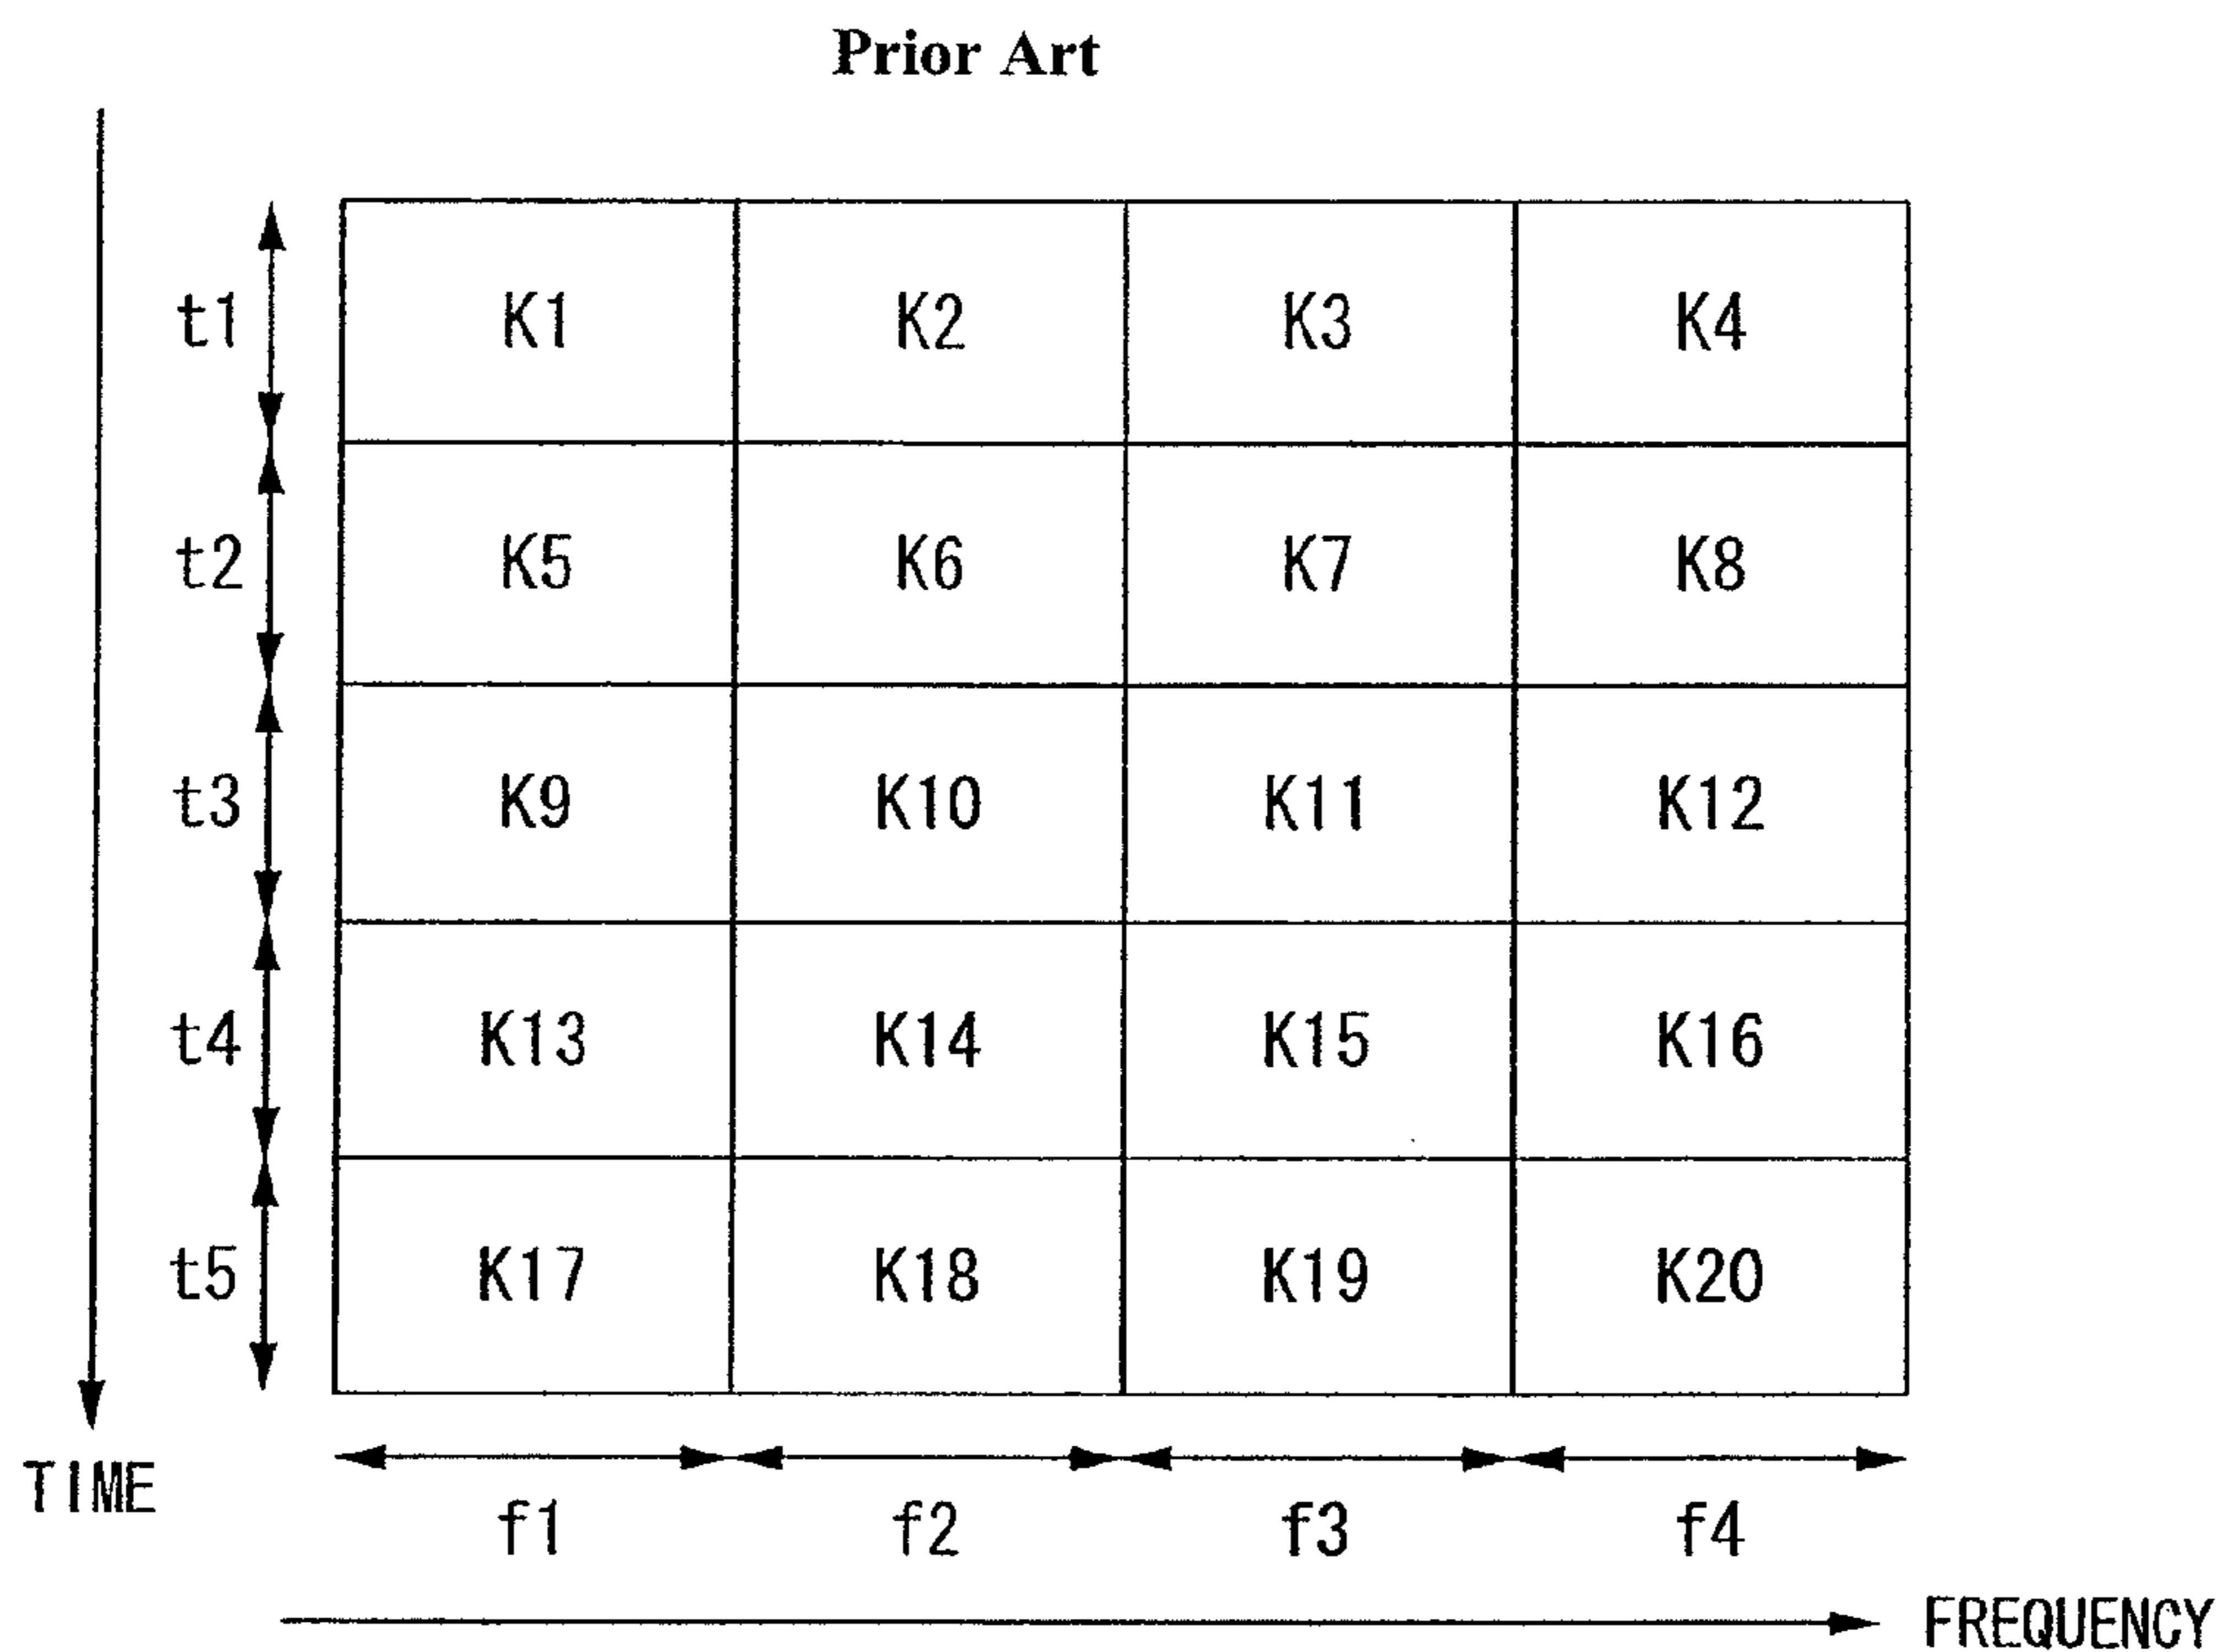 Prior Art
t1 K1 K2 K3 K4
t2 K5 K6 K7 K8
t3 K9 K10 K11 K12
t4 K13 K14 K15 K16
t5 K17 K18 K19 K20
TIME
f1 f2 f3 f4
FREQUENCY